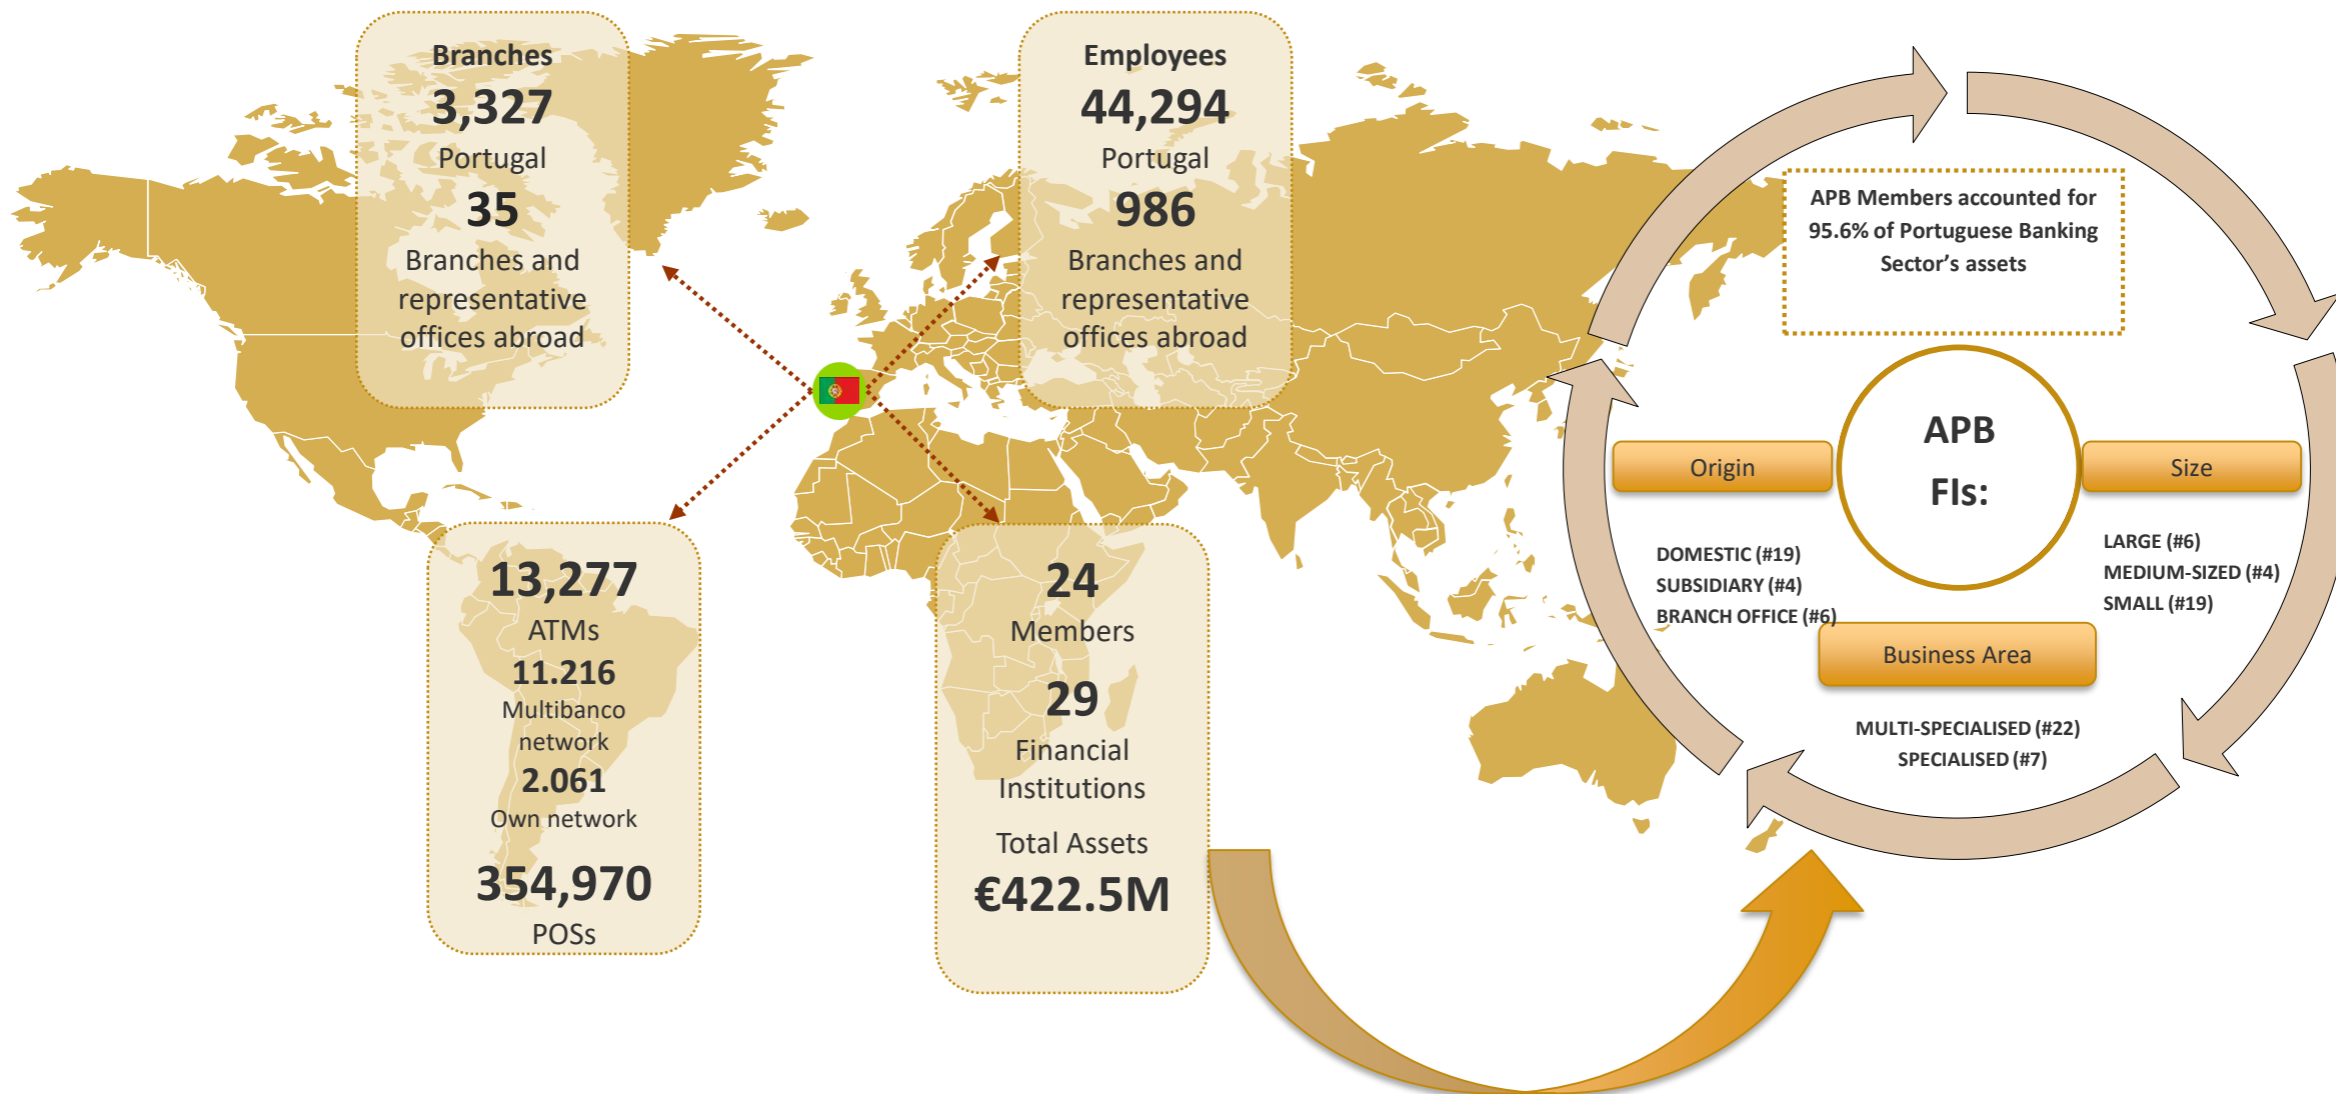 Branches
3,327
Portugal
35
Branches and
representative
offices abroad
Employees
44,294
Portugal
986
Branches and
representative
offices abroad
13,277
ATMs
11.216
Multibanco
network
2.061
Own network
354,970
POSs
24
Members
29
Financial
Institutions
Total Assets
€422.5M
APB Members accounted for
95.6% of Portuguese Banking
Sector's assets
APB
FIs:
Origin
DOMESTIC (#19)
SUBSIDIARY (#4)
BRANCH OFFICE (#6)
Size
LARGE (#6)
MEDIUM-SIZED (#4)
SMALL (#19)
Business Area
MULTI-SPECIALISED (#22)
SPECIALISED (#7)